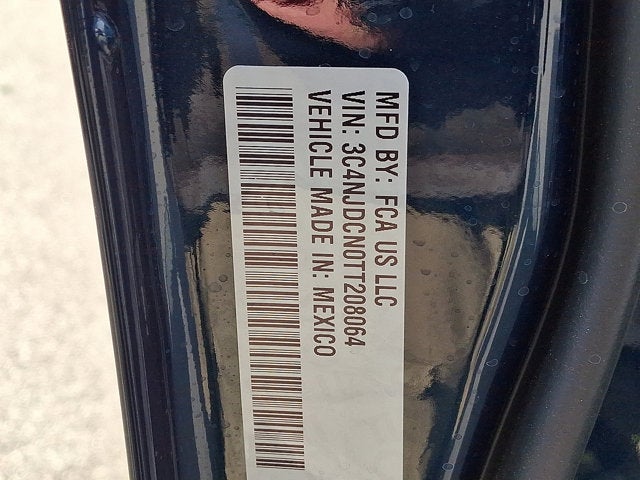 MFD BY: FCA US LLC
VIN: 3C4NJDCN0TT208064
VEHICLE MADE IN: MEXICO